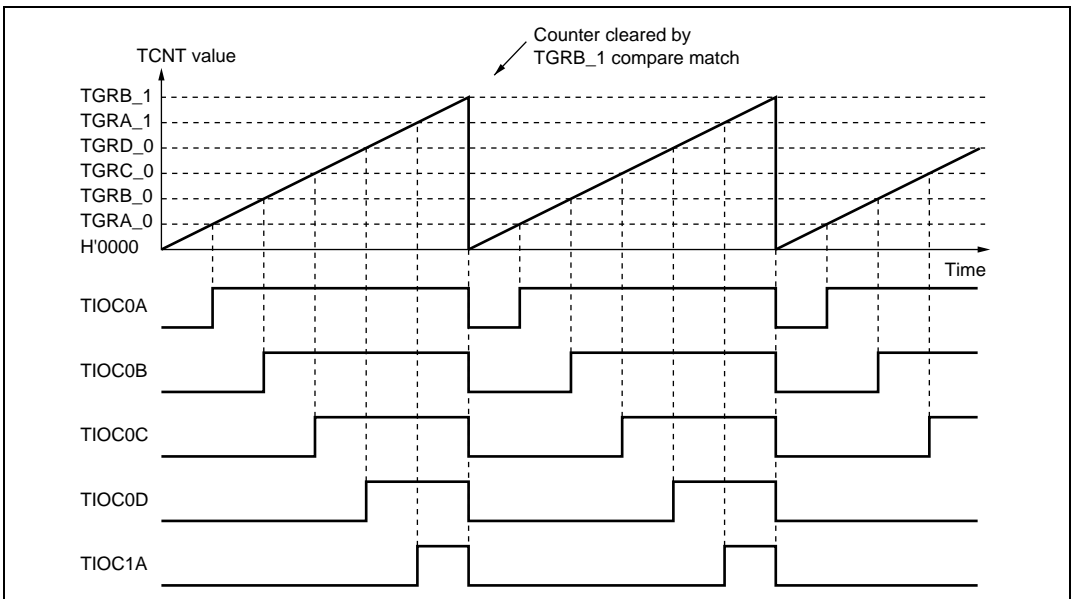 Counter cleared by
TGRB_1 compare match
TCNT value
TGRB_1
TGRA_1
TGRD_0
TGRC_0
TGRB_0
TGRA_0
H'0000
Time
TIOC0A
TIOC0B
TIOC0C
TIOC0D
TIOC1A